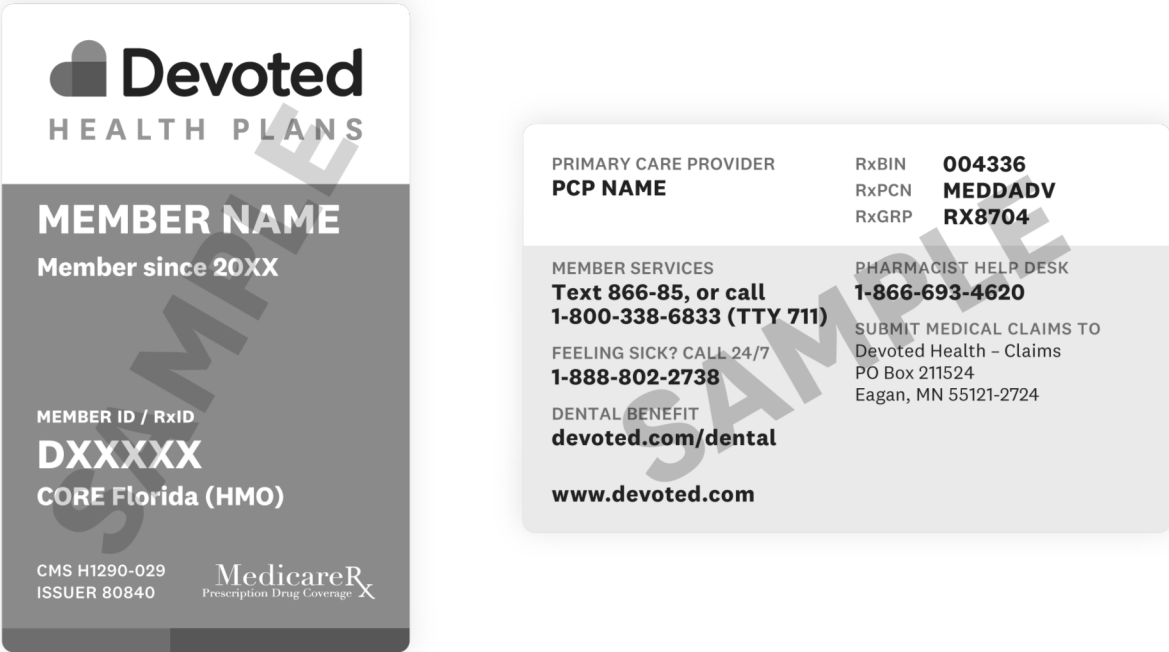 Devoted
HEALTH PLANS
MEMBER NAME
Member since 20XX
MEMBER ID / RxID
DXXXXX
CORE Florida (HMO)
CMS H1290-029
ISSUER 80840
MedicareRx
Prescription Drug Coverage
SAMPLE
PRIMARY CARE PROVIDER
PCP NAME
RxBIN 004336
RxPCN MEDDADV
RxGRP RX8704
MEMBER SERVICES
Text 866-85, or call
1-800-338-6833 (TTY 711)
FEELING SICK? CALL 24/7
1-888-802-2738
DENTAL BENEFIT
devoted.com/dental
www.devoted.com
PHARMACIST HELP DESK
1-866-693-4620
SUBMIT MEDICAL CLAIMS TO
Devoted Health – Claims
PO Box 211524
Eagan, MN 55121-2724
SAMPLE